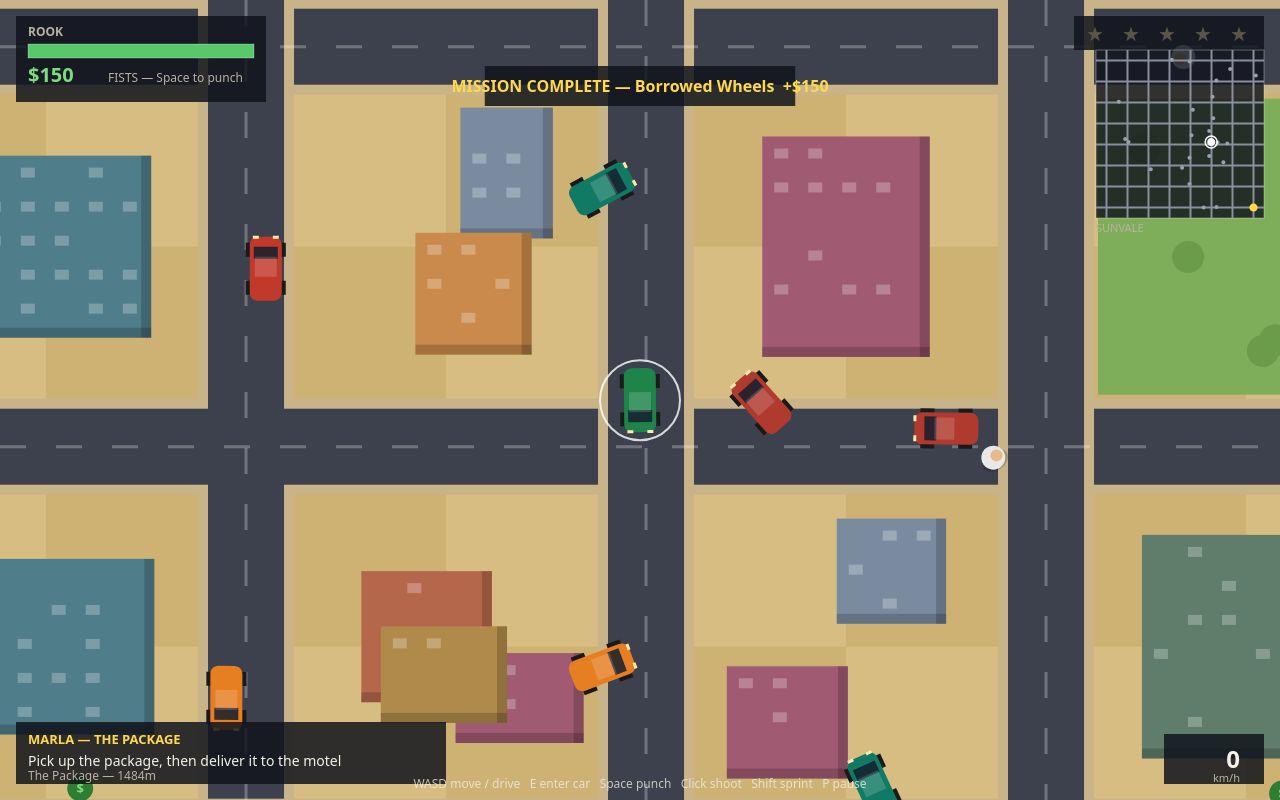 ROOK
$150 FISTS — Space to punch
MISSION COMPLETE — Borrowed Wheels +$150
SUNVALE
MARLA — THE PACKAGE
Pick up the package, then deliver it to the motel
The Package — 1484m
$
WASD move / drive E enter car Space punch Click shoot Shift sprint P pause
0
km/h